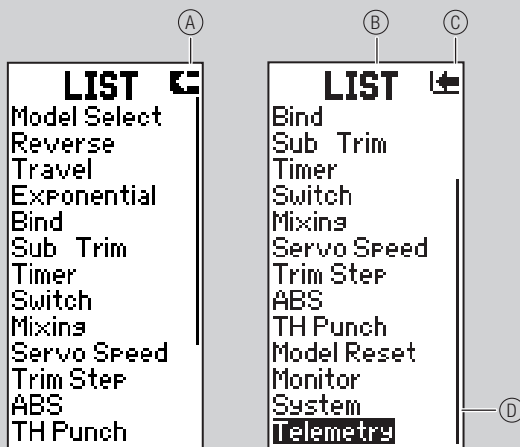 A
B
C
LIST
Model Select
Reverse
Travel
Exponential
Bind
Sub Trim
Timer
Switch
Mixing
Servo Speed
Trim Step
ABS
TH Punch
LIST
Bind
Sub Trim
Timer
Switch
Mixing
Servo Speed
Trim Step
ABS
TH Punch
Model Reset
Monitor
System
Telemetry
D